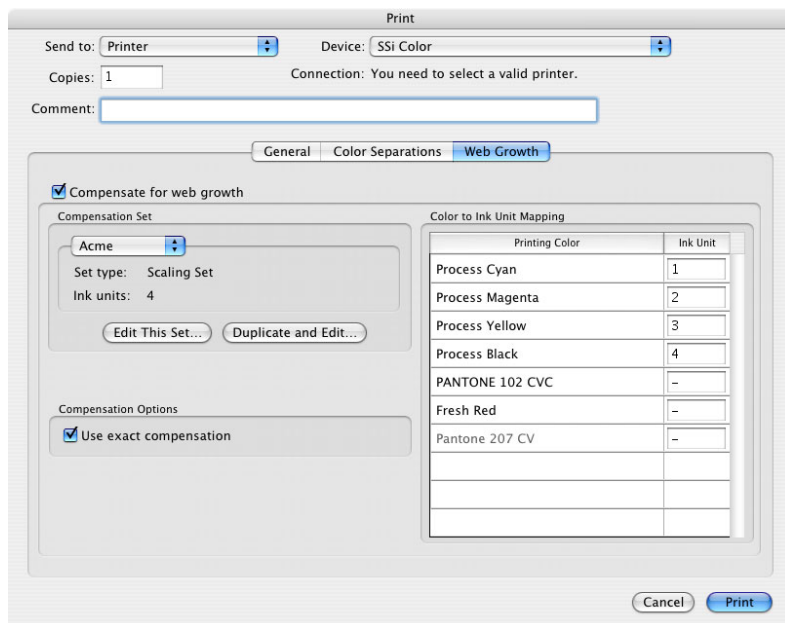 Print
Send to: Printer Device: SSi Color
Copies: 1 Connection: You need to select a valid printer.
Comment:
General Color Separations Web Growth
Compensate for web growth
Compensation Set
Acme
Set type: Scaling Set
Ink units: 4
Edit This Set... Duplicate and Edit...
Compensation Options
Use exact compensation
Color to Ink Unit Mapping
Printing Color Ink Unit
Process Cyan 1
Process Magenta 2
Process Yellow 3
Process Black 4
PANTONE 102 CVC -
Fresh Red -
Pantone 207 CV -
Cancel Print